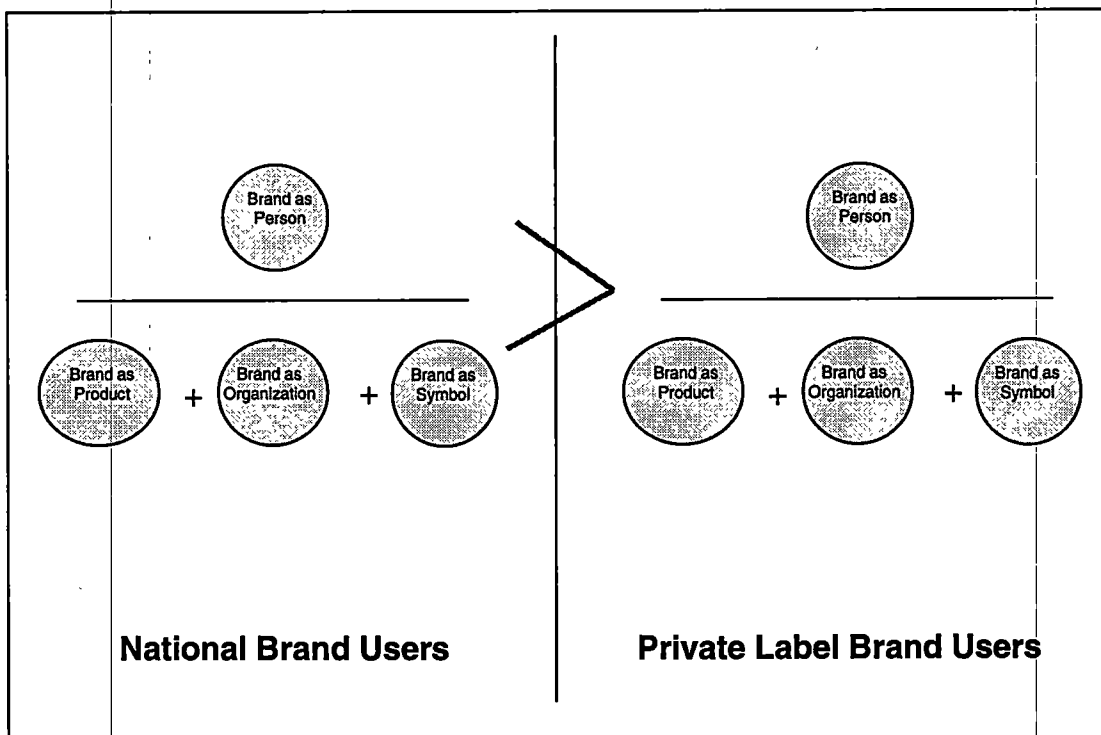 Brand as
Person
Brand as
Product
+
Brand as
Organization
+
Brand as
Symbol
National Brand Users
>
Brand as
Person
Brand as
Product
+
Brand as
Organization
+
Brand as
Symbol
Private Label Brand Users